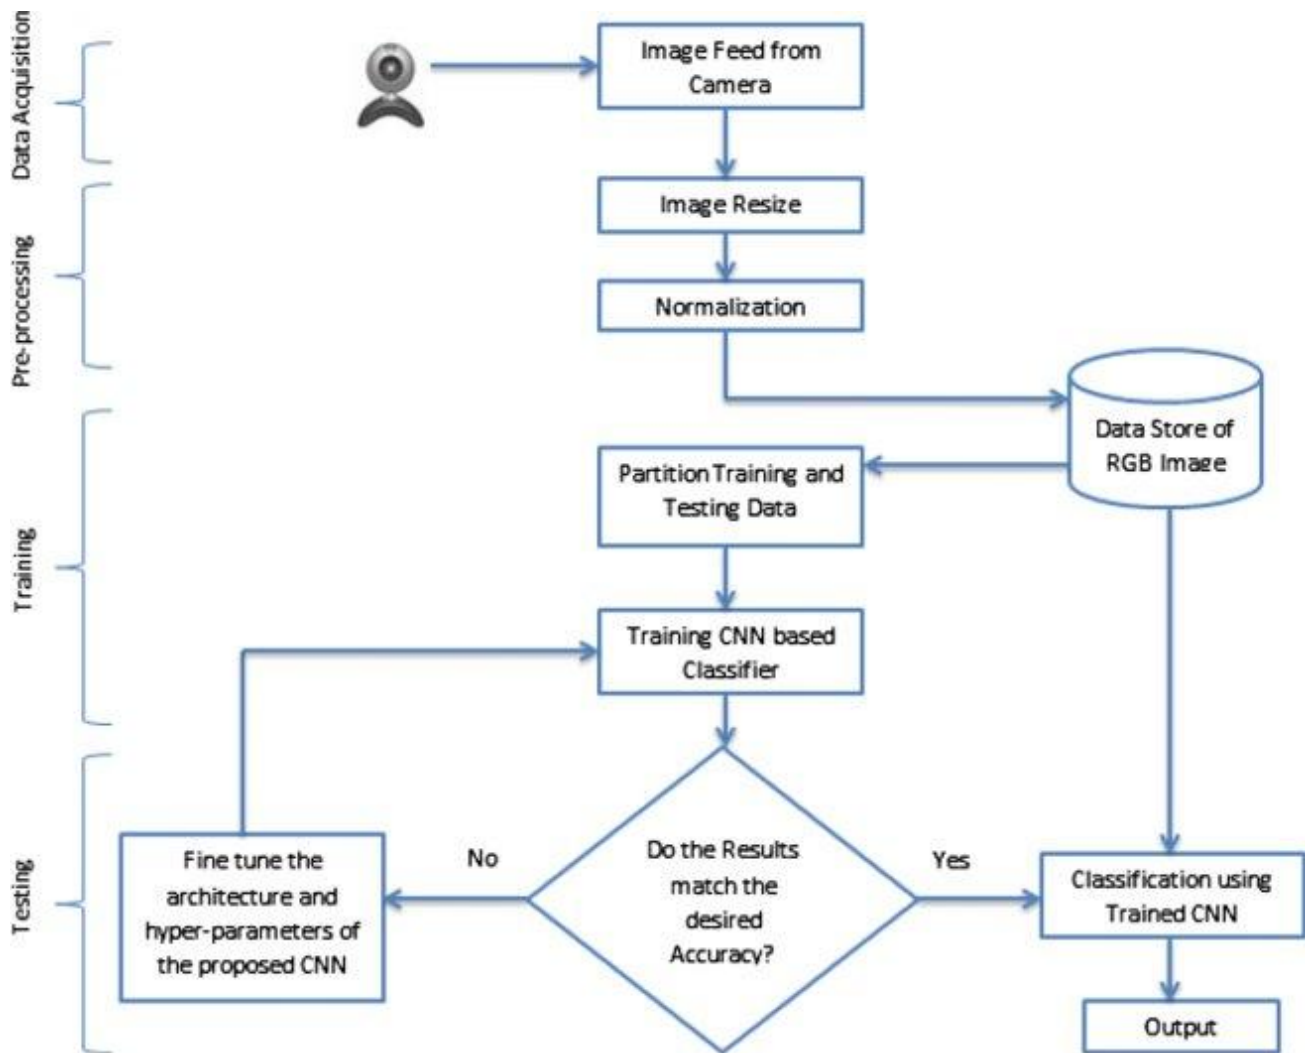 Data Acquisition
Image Feed from
Camera
Pre-processing
Image Resize
Normalization
Data Store of
RGB Image
Training
Partition Training and
Testing Data
Training CNN based
Classifier
Testing
Fine tune the
architecture and
hyper-parameters of
the proposed CNN
No
Do the Results
match the
desired
Accuracy?
Yes
Classification using
Trained CNN
Output